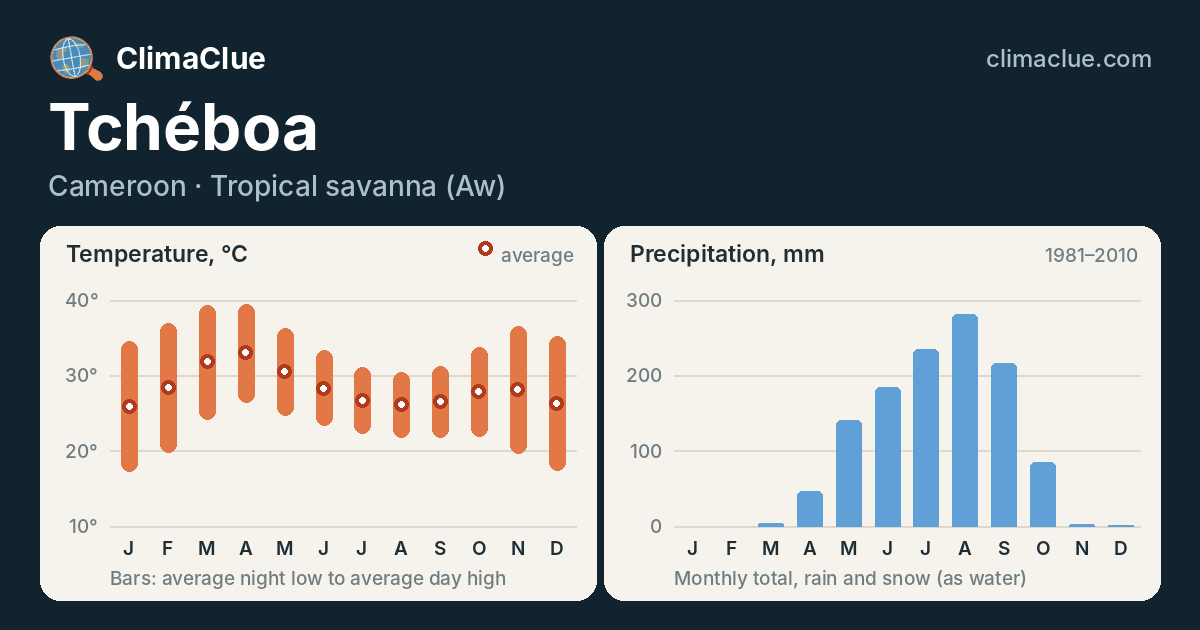 ClimaClue
climaclue.com
Tchéboa
Cameroon · Tropical savanna (Aw)
Temperature, °C
average
40°
30°
20°
10°
J F M A M J J A S O N D
Bars: average night low to average day high
Precipitation, mm
1981–2010
300
200
100
0
J F M A M J J A S O N D
Monthly total, rain and snow (as water)